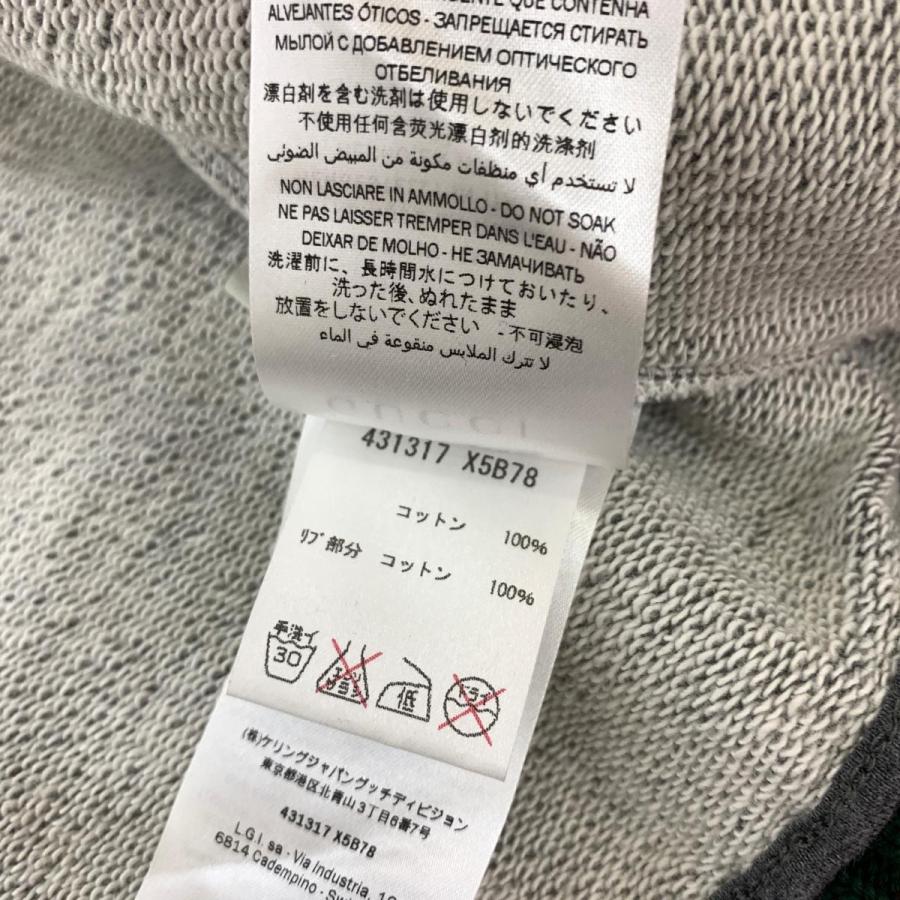 QUE CONTENHA
ALVEJANTES ÓTICOS - ЗАПРЕЩАЕТСЯ СТИРАТЬ
МЫЛОЙ С ДОБАВЛЕНИЕМ ОПТИЧЕСКОГО
ОТБЕЛИВАНИЯ
漂白剤を含む洗剤は使用しないでください
不使用任何含荧光漂白剂的洗涤剂
لا تستخدم أي منظفات مكونة من المبيض الضوئي
NON LASCIARE IN AMMOLLO - DO NOT SOAK
NE PAS LAISSER TREMPER DANS L'EAU - NÃO
DEIXAR DE MOLHO - НЕ ЗАМАЧИВАТЬ
洗濯前に、長時間水につけておいたり、
洗った後、ぬれたまま
放置をしないでください - 不可浸泡
لا تترك الملابس منقوعة في الماء
GUCCI
431317 X5B78
コットン 100%
ﾘﾌﾞ部分 コットン 100%
手洗イ
30
エンソサラシ
低
ドライ
(株)ケリングジャパングッチディビジョン
東京都港区北青山3丁目6番7号
431317 X5B78
L.G.I. sa - Via Industria,
6814 Cadempino -